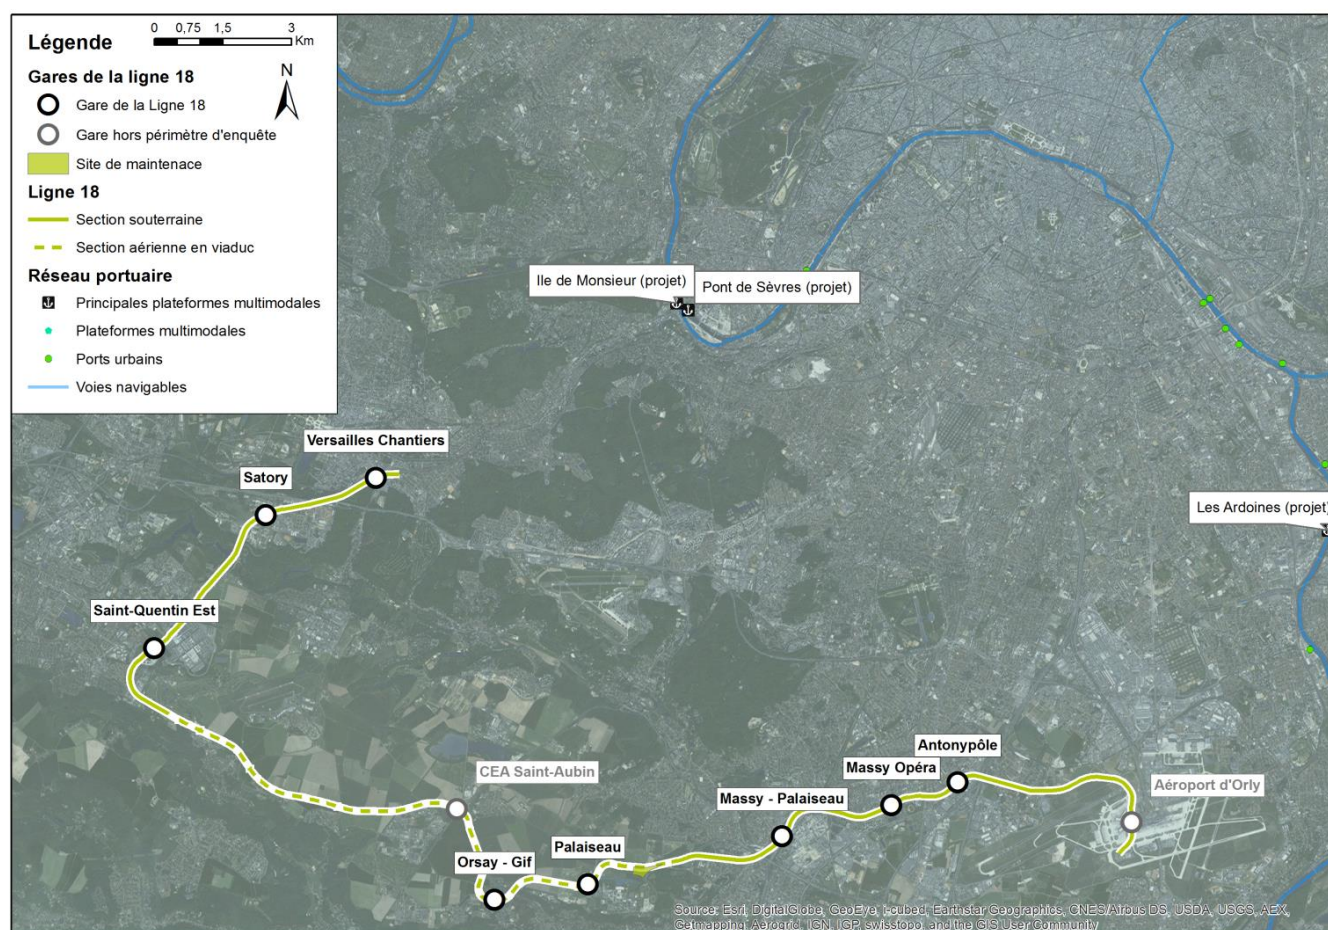 Légende
0 0,75 1,5 3
Km
N
Gares de la ligne 18
Gare de la Ligne 18
Gare hors périmètre d'enquête
Site de maintenace
Ligne 18
Section souterraine
Section aérienne en viaduc
Réseau portuaire
Principales plateformes multimodales
Plateformes multimodales
Ports urbains
Voies navigables
Ile de Monsieur (projet)
Pont de Sèvres (projet)
Versailles Chantiers
Satory
Les Ardoines (projet)
Saint-Quentin Est
Antonypôle
CEA Saint-Aubin
Massy Opéra
Aéroport d'Orly
Massy - Palaiseau
Palaiseau
Orsay - Gif
Source: Esri, DigitalGlobe, GeoEye, i-cubed, Earthstar Geographics, CNES/Airbus DS, USDA, USGS, AEX,
Getmapping, Aerogrid, IGN, IGP, swisstopo, and the GIS User Community